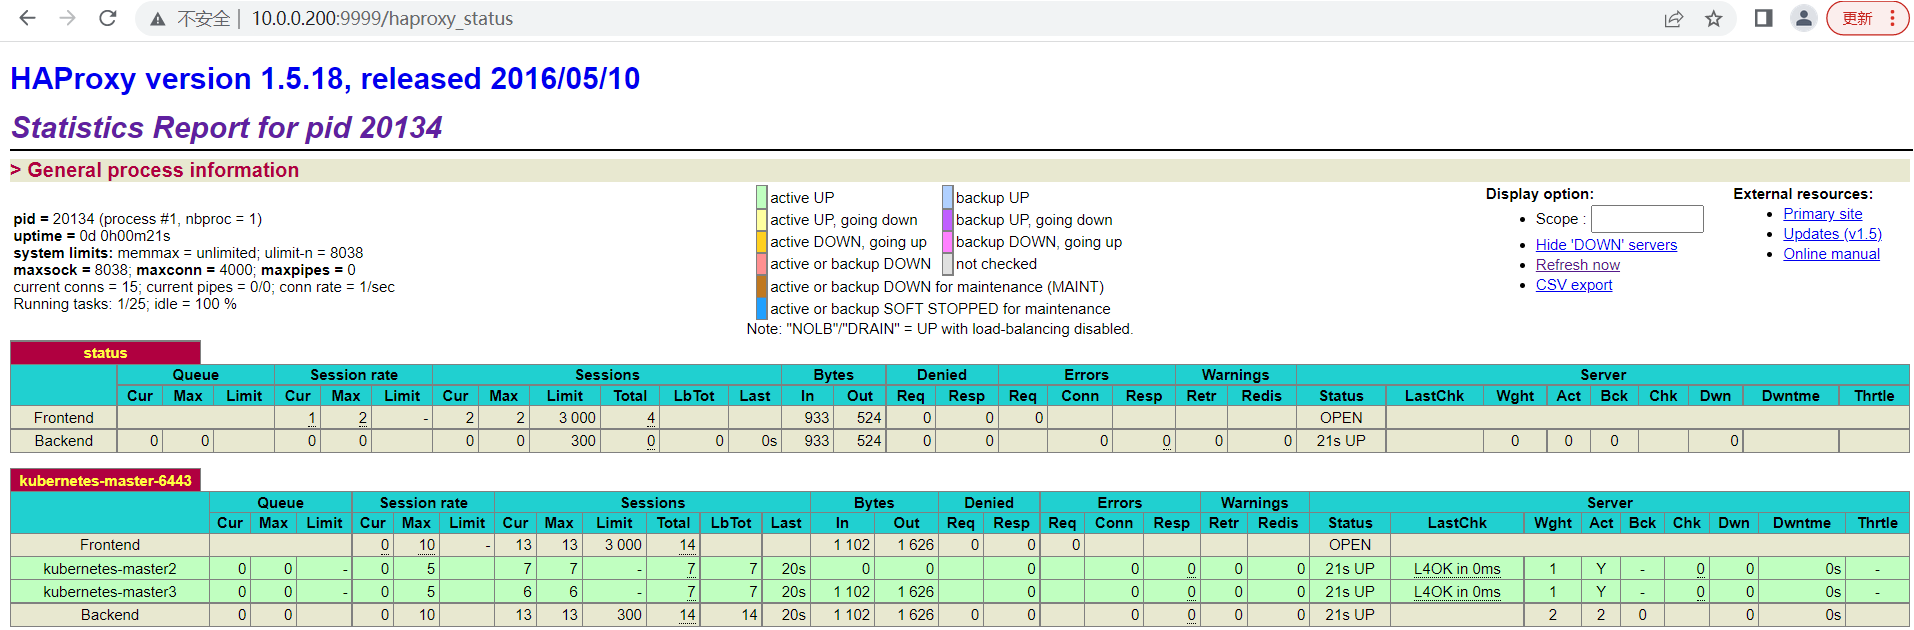 不安全 | 10.0.0.200:9999/haproxy_status 更新
HAProxy version 1.5.18, released 2016/05/10
Statistics Report for pid 20134
> General process information
pid = 20134 (process #1, nbproc = 1)
uptime = 0d 0h00m21s
system limits: memmax = unlimited; ulimit-n = 8038
maxsock = 8038; maxconn = 4000; maxpipes = 0
current conns = 15; current pipes = 0/0; conn rate = 1/sec
Running tasks: 1/25; idle = 100 %
active UP backup UP
active UP, going down backup UP, going down
active DOWN, going up backup DOWN, going up
active or backup DOWN not checked
active or backup DOWN for maintenance (MAINT)
active or backup SOFT STOPPED for maintenance
Note: "NOLB"/"DRAIN" = UP with load-balancing disabled.
Display option:
Scope :
Hide 'DOWN' servers
Refresh now
CSV export
External resources:
Primary site
Updates (v1.5)
Online manual
status
Queue Session rate Sessions Bytes Denied Errors Warnings Server
Cur Max Limit Cur Max Limit Cur Max Limit Total LbTot Last In Out Req Resp Req Conn Resp Retr Redis Status LastChk Wght Act Bck Chk Dwn Dwntme Thrtle
Frontend 1 2 - 2 2 3 000 4 933 524 0 0 0 OPEN
Backend 0 0 0 0 0 0 300 0 0 0s 933 524 0 0 0 0 0 0 21s UP 0 0 0 0
kubernetes-master-6443
Queue Session rate Sessions Bytes Denied Errors Warnings Server
Cur Max Limit Cur Max Limit Cur Max Limit Total LbTot Last In Out Req Resp Req Conn Resp Retr Redis Status LastChk Wght Act Bck Chk Dwn Dwntme Thrtle
Frontend 0 10 - 13 13 3 000 14 1 102 1 626 0 0 0 OPEN
kubernetes-master2 0 0 - 0 5 7 7 - 7 7 20s 0 0 0 0 0 0 0 21s UP L4OK in 0ms 1 Y - 0 0 0s -
kubernetes-master3 0 0 - 0 5 6 6 - 7 7 20s 1 102 1 626 0 0 0 0 0 21s UP L4OK in 0ms 1 Y - 0 0 0s -
Backend 0 0 0 10 13 13 300 14 14 20s 1 102 1 626 0 0 0 0 0 0 21s UP 2 2 0 0 0s